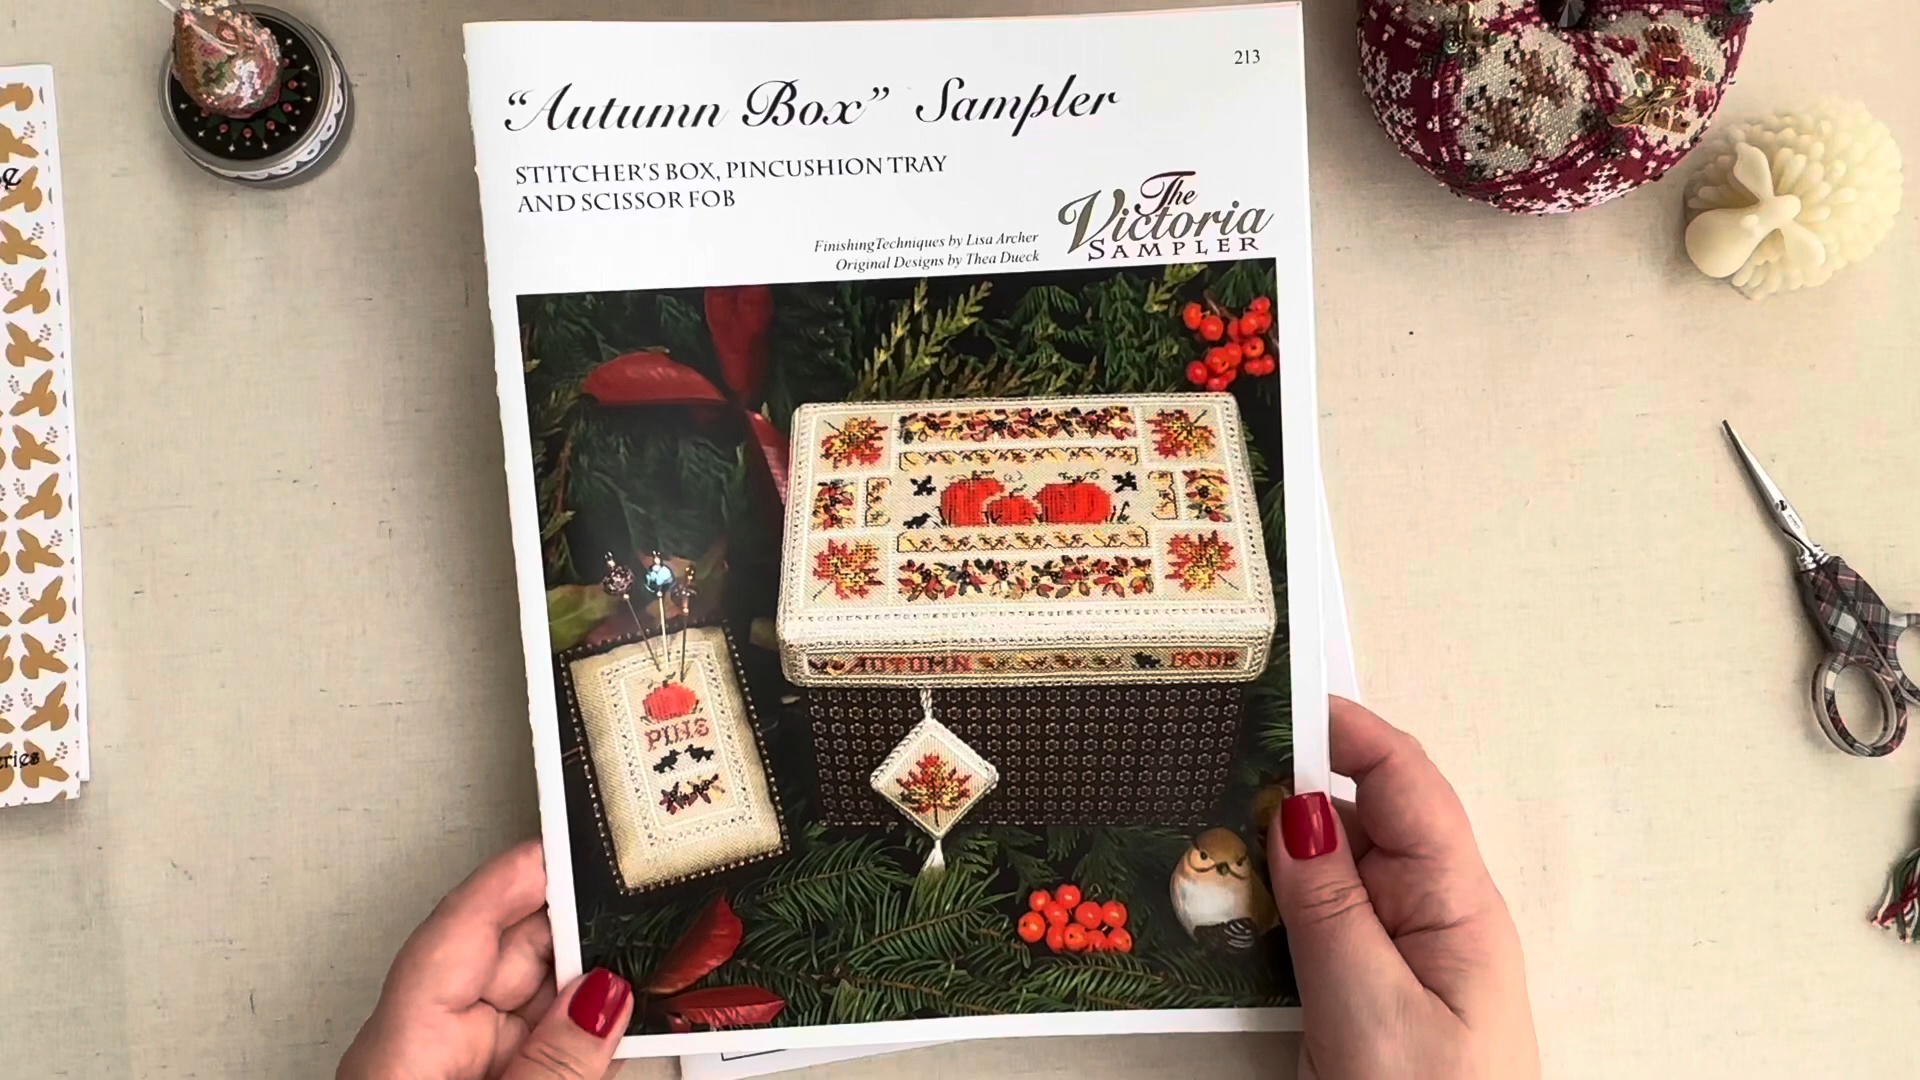 213
“Autumn Box” Sampler
STITCHER'S BOX, PINCUSHION TRAY
AND SCISSOR FOB
The
Victoria
SAMPLER
Finishing Techniques by Lisa Archer
Original Designs by Thea Dueck
AUTUMN
PINS